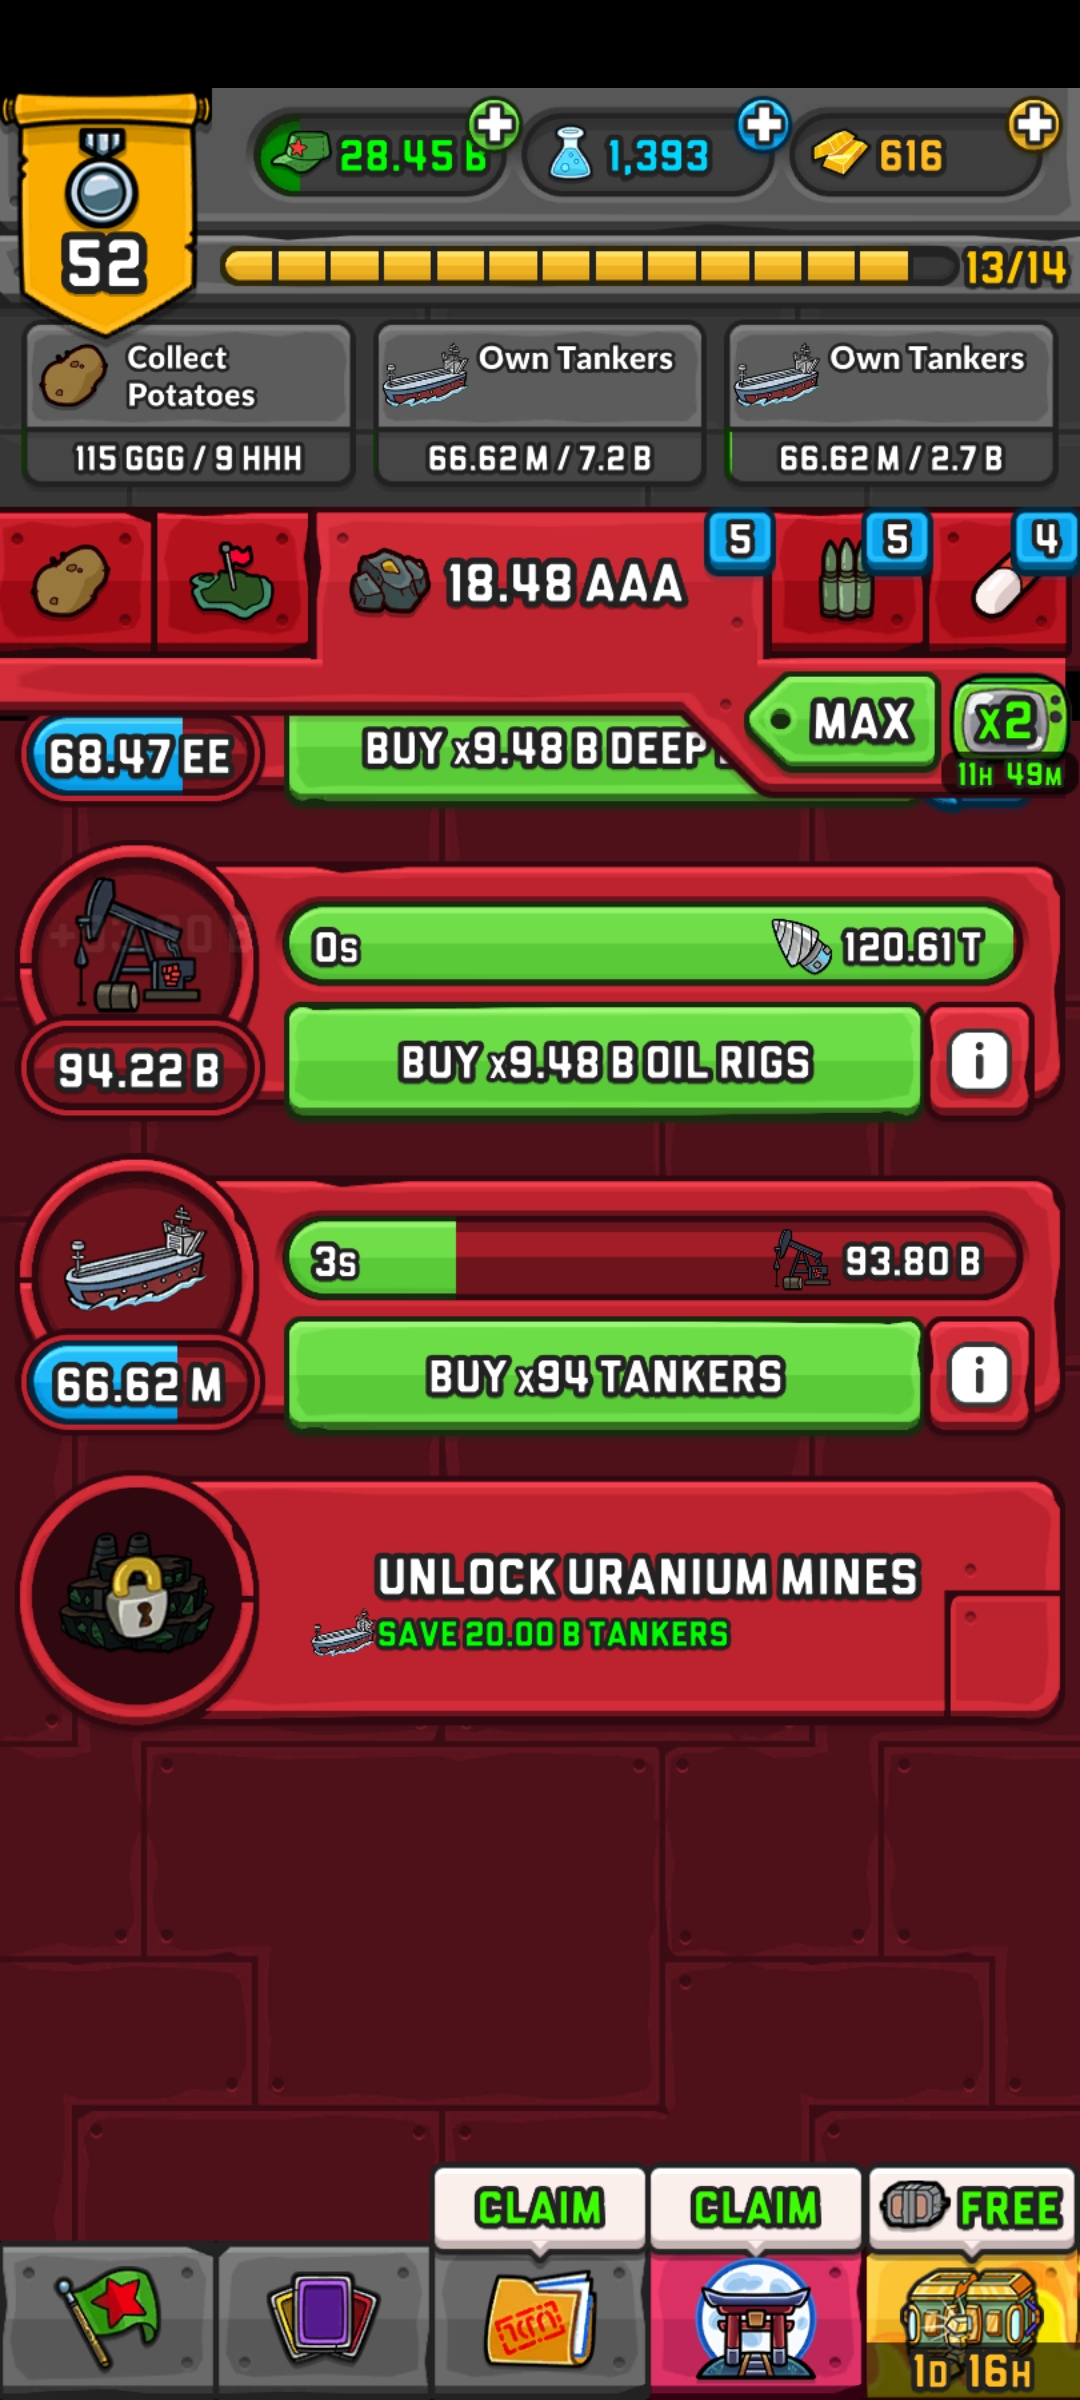 28.45 B
1,393
616
52
13/14
Collect
Potatoes
115 GGG / 9 HHH
Own Tankers
66.62 M / 7.2 B
Own Tankers
66.62 M / 2.7 B
5
5
4
18.48 AAA
MAX
x2
11H 49M
68.47 EE
BUY x9.48 B DEEP
0s
120.61 T
94.22 B
BUY x9.48 B OIL RIGS
i
3s
93.80 B
66.62 M
BUY x94 TANKERS
i
UNLOCK URANIUM MINES
SAVE 20.00 B TANKERS
CLAIM
CLAIM
FREE
1D 16H